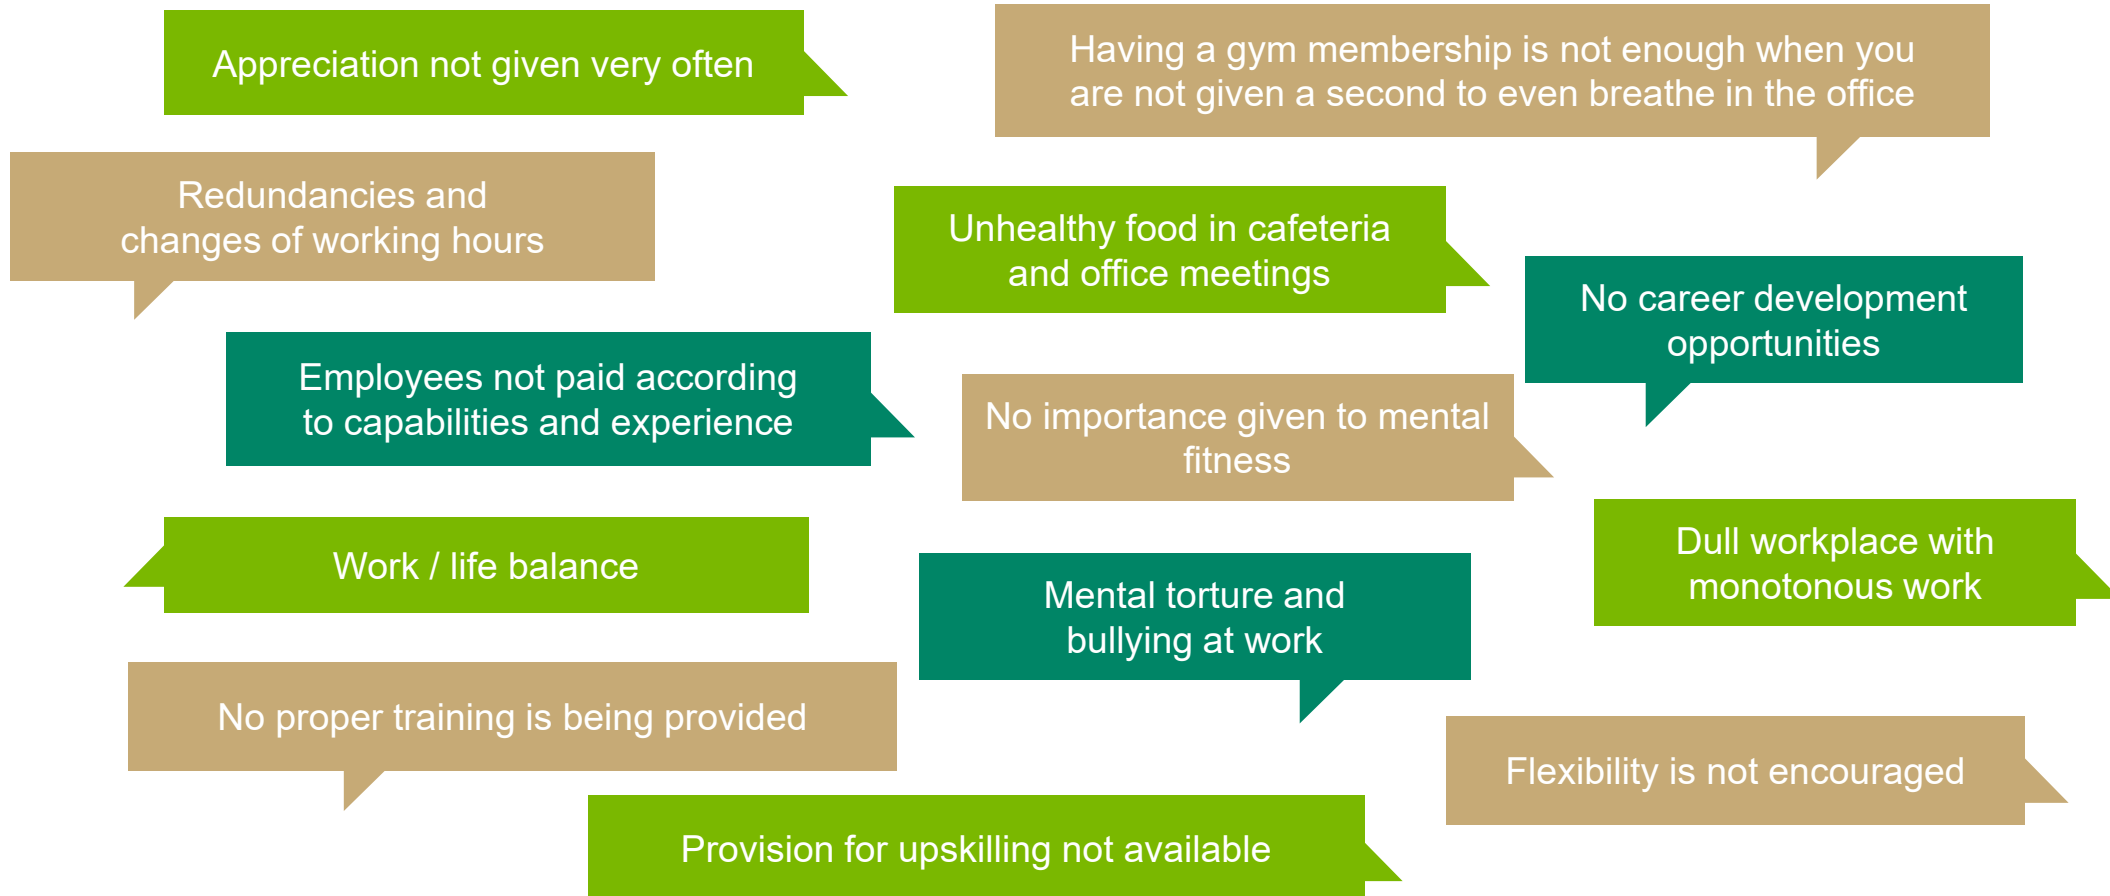 Appreciation not given very often
Having a gym membership is not enough when you
are not given a second to even breathe in the office
Redundancies and
changes of working hours
Unhealthy food in cafeteria
and office meetings
No career development
opportunities
Employees not paid according
to capabilities and experience
No importance given to mental
fitness
Work / life balance
Dull workplace with
monotonous work
Mental torture and
bullying at work
No proper training is being provided
Flexibility is not encouraged
Provision for upskilling not available